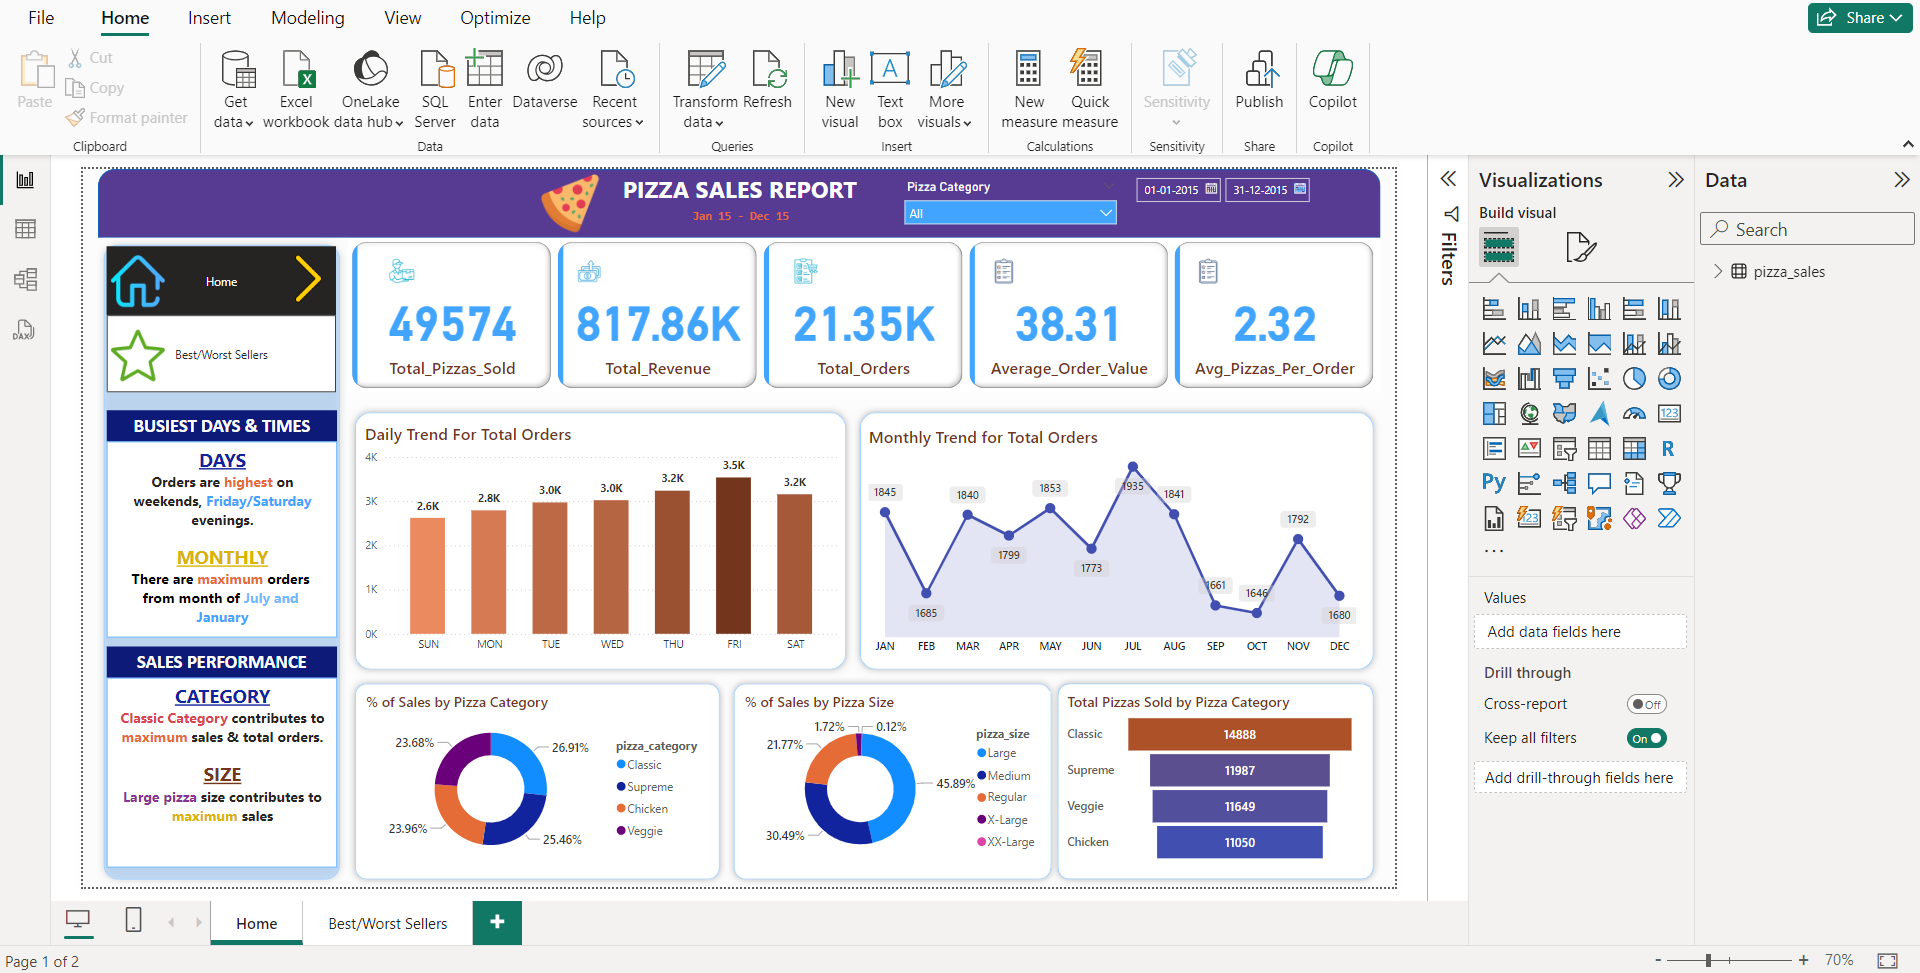 File Home Insert Modeling View Optimize Help
Share
Paste
Cut
Copy
Format painter
Clipboard
Get data
Excel workbook
OneLake data hub
SQL Server
Enter data
Dataverse
Recent sources
Data
Transform data
Refresh
Queries
New visual
Text box
More visuals
Insert
New measure
Quick measure
Calculations
Sensitivity
Sensitivity
Publish
Share
Copilot
Copilot
PIZZA SALES REPORT
Jan 15 - Dec 15
Pizza Category
All
01-01-2015
31-12-2015
Home
Best/Worst Sellers
49574
Total_Pizzas_Sold
817.86K
Total_Revenue
21.35K
Total_Orders
38.31
Average_Order_Value
2.32
Avg_Pizzas_Per_Order
BUSIEST DAYS & TIMES
DAYS
Orders are highest on
weekends, Friday/Saturday
evenings.
MONTHLY
There are maximum orders
from month of July and
January
SALES PERFORMANCE
CATEGORY
Classic Category contributes to
maximum sales & total orders.
SIZE
Large pizza size contributes to
maximum sales
Daily Trend For Total Orders
4K
3K
2K
1K
0K
2.6K 2.8K 3.0K 3.0K 3.2K 3.5K 3.2K
SUN MON TUE WED THU FRI SAT
Monthly Trend for Total Orders
1845 1685 1840 1799 1853 1773 1935 1841 1661 1646 1792 1680
JAN FEB MAR APR MAY JUN JUL AUG SEP OCT NOV DEC
% of Sales by Pizza Category
23.68%
26.91%
23.96%
25.46%
pizza_category
Classic
Supreme
Chicken
Veggie
% of Sales by Pizza Size
1.72%
0.12%
21.77%
45.89%
30.49%
pizza_size
Large
Medium
Regular
X-Large
XX-Large
Total Pizzas Sold by Pizza Category
Classic 14888
Supreme 11987
Veggie 11649
Chicken 11050
Filters
Visualizations
Build visual
123
R
Py
123
...
Values
Add data fields here
Drill through
Cross-report Off
Keep all filters On
Add drill-through fields here
Data
Search
pizza_sales
DAX
Home
Best/Worst Sellers
+
Page 1 of 2
- + 70%